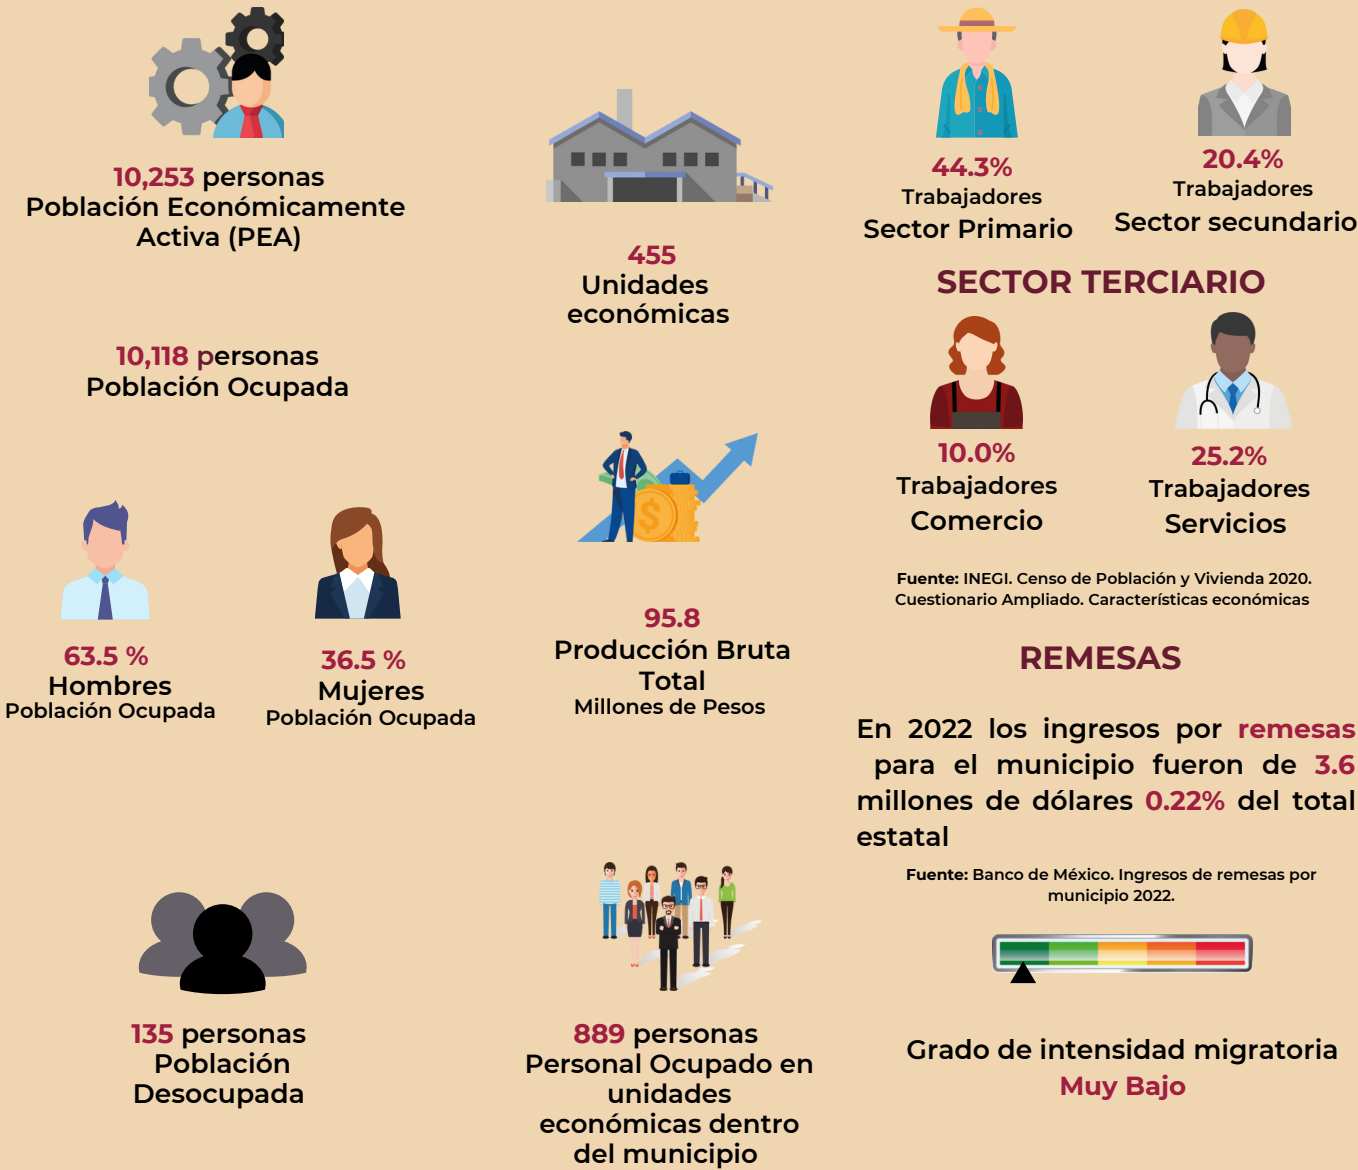 10,253 personas
Población Económicamente
Activa (PEA)
10,118 personas
Población Ocupada
63.5 %
Hombres
Población Ocupada
36.5 %
Mujeres
Población Ocupada
135 personas
Población
Desocupada
455
Unidades
económicas
95.8
Producción Bruta
Total
Millones de Pesos
889 personas
Personal Ocupado en
unidades
económicas dentro
del municipio
44.3%
Trabajadores
Sector Primario
20.4%
Trabajadores
Sector secundario
SECTOR TERCIARIO
10.0%
Trabajadores
Comercio
25.2%
Trabajadores
Servicios
Fuente: INEGI. Censo de Población y Vivienda 2020.
Cuestionario Ampliado. Características económicas
REMESAS
En 2022 los ingresos por remesas
para el municipio fueron de 3.6
millones de dólares 0.22% del total
estatal
Fuente: Banco de México. Ingresos de remesas por
municipio 2022.
Grado de intensidad migratoria
Muy Bajo